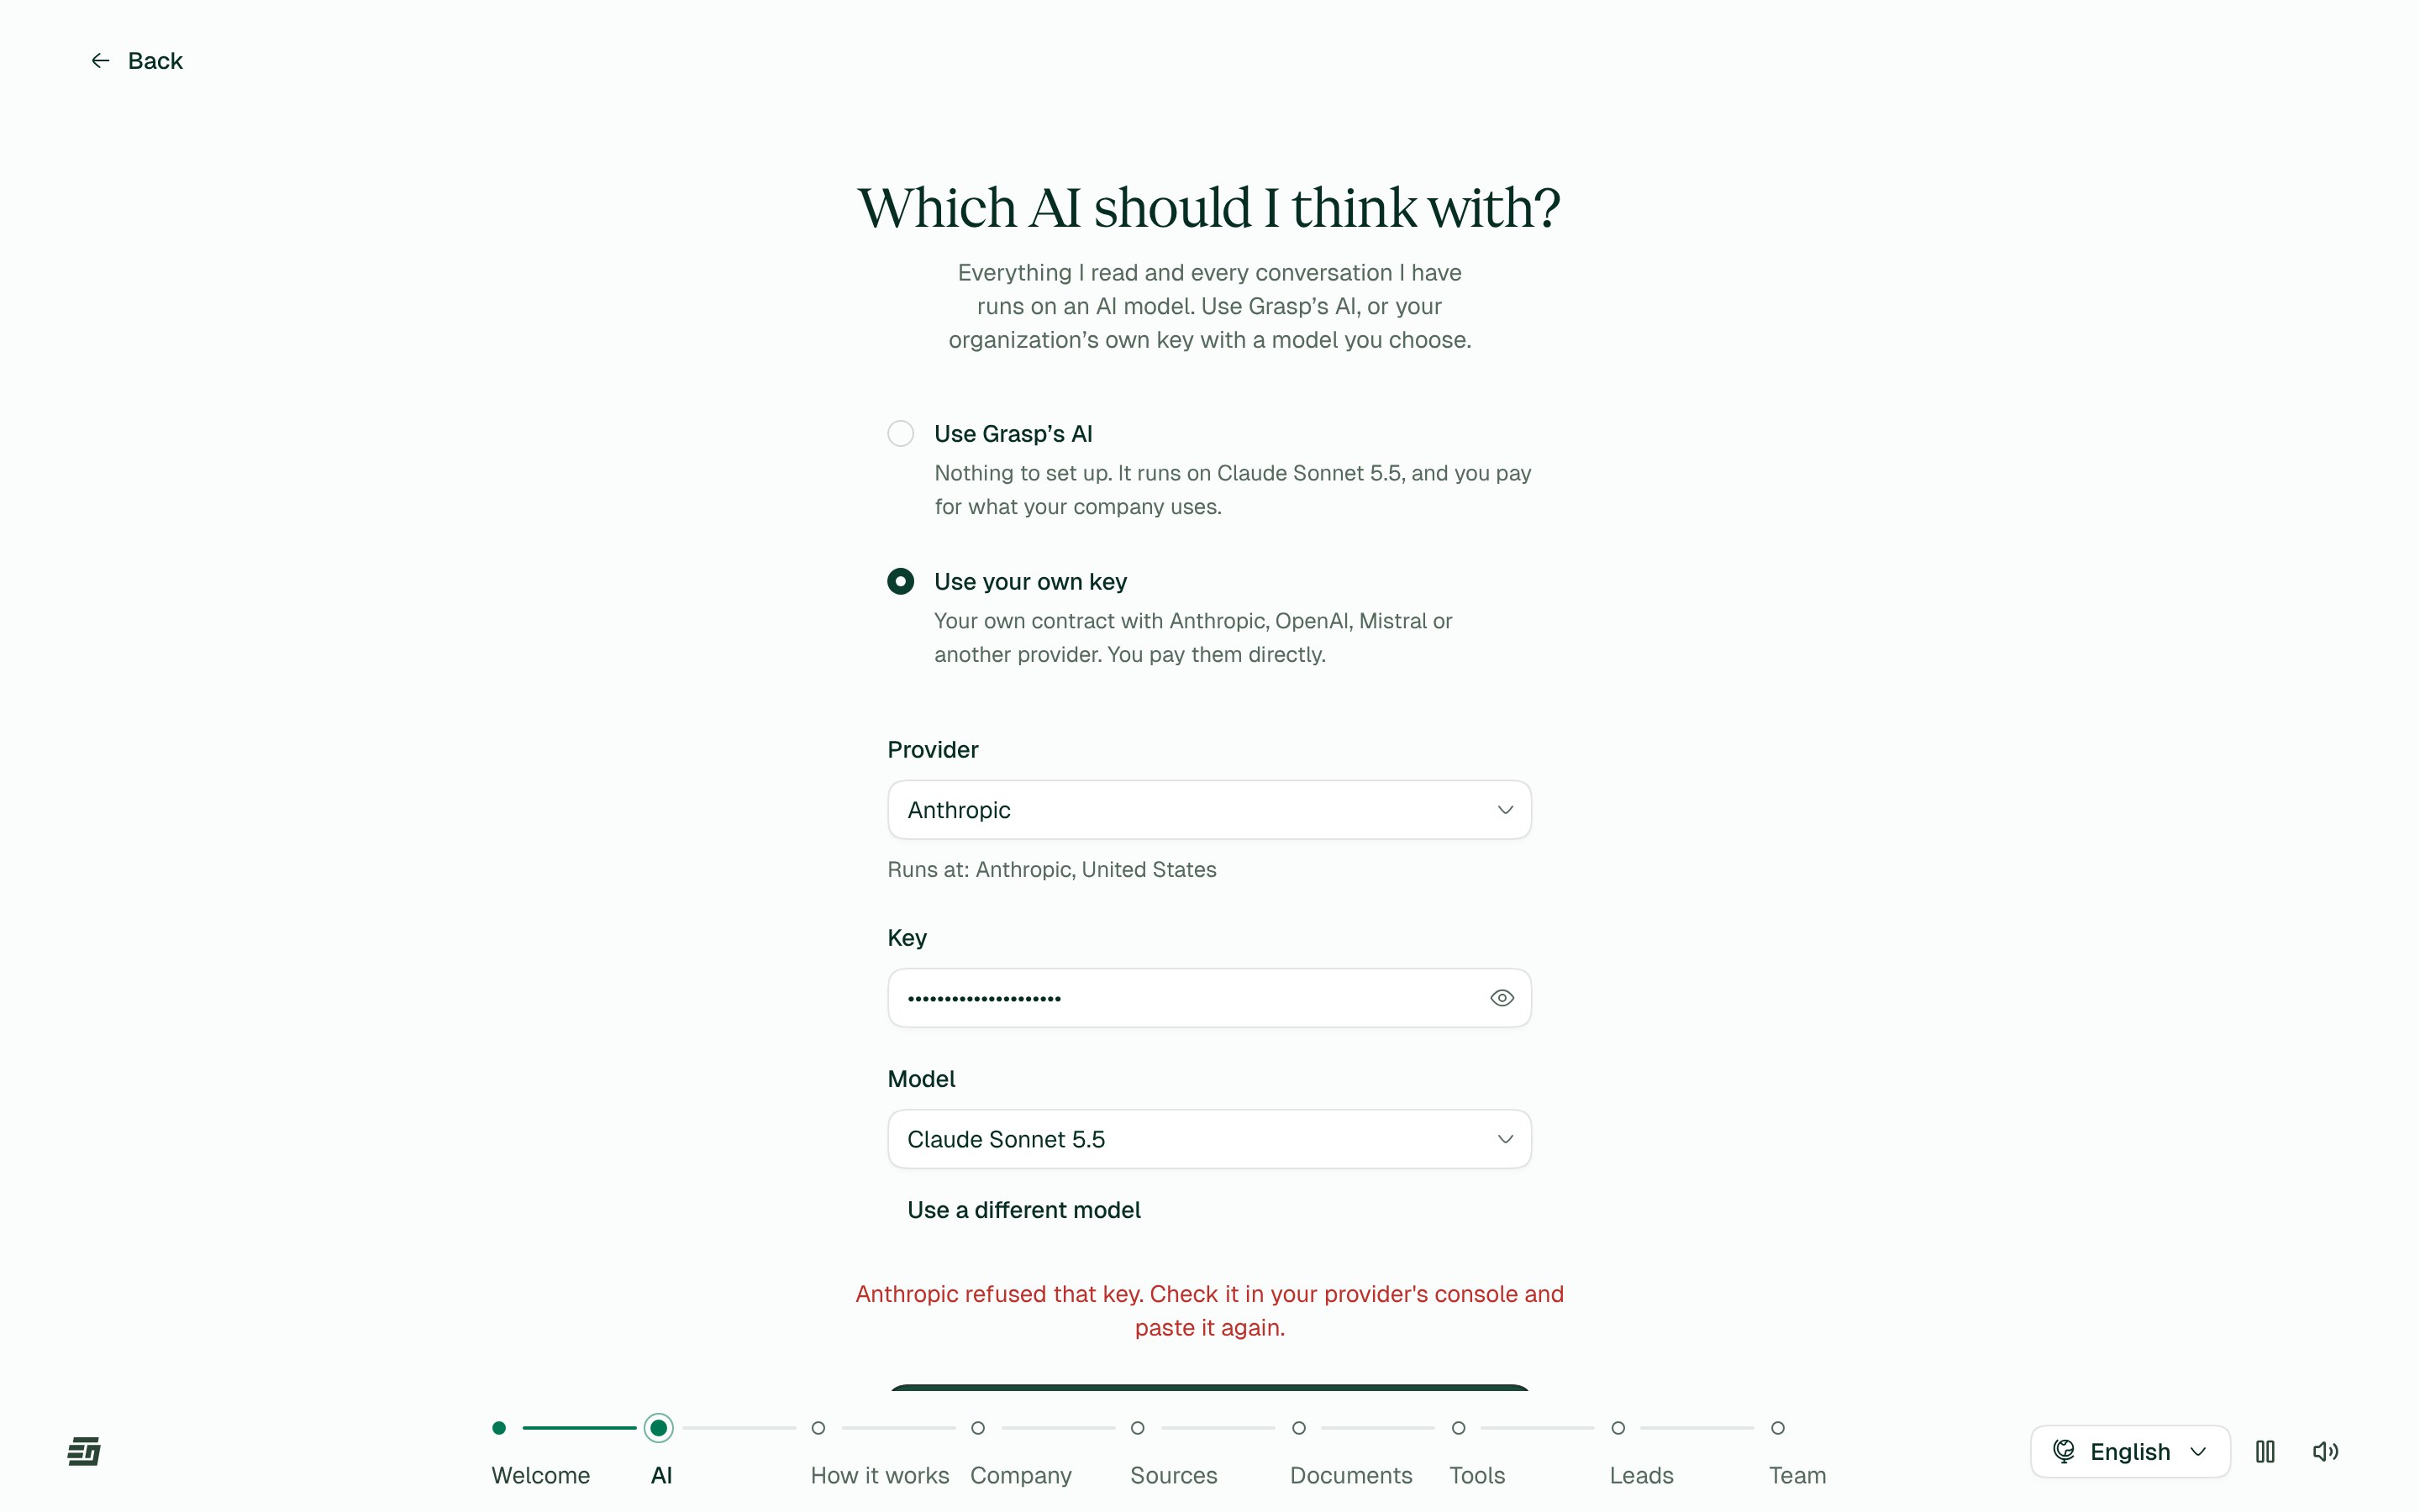 Back
Which AI should I think with?
Everything I read and every conversation I have
runs on an AI model. Use Grasp’s AI, or your
organization’s own key with a model you choose.
Use Grasp’s AI
Nothing to set up. It runs on Claude Sonnet 5.5, and you pay
for what your company uses.
Use your own key
Your own contract with Anthropic, OpenAI, Mistral or
another provider. You pay them directly.
Provider
Anthropic
Runs at: Anthropic, United States
Key
•••••••••••••••••••••
Model
Claude Sonnet 5.5
Use a different model
Anthropic refused that key. Check it in your provider's console and
paste it again.
Welcome AI How it works Company Sources Documents Tools Leads Team
English